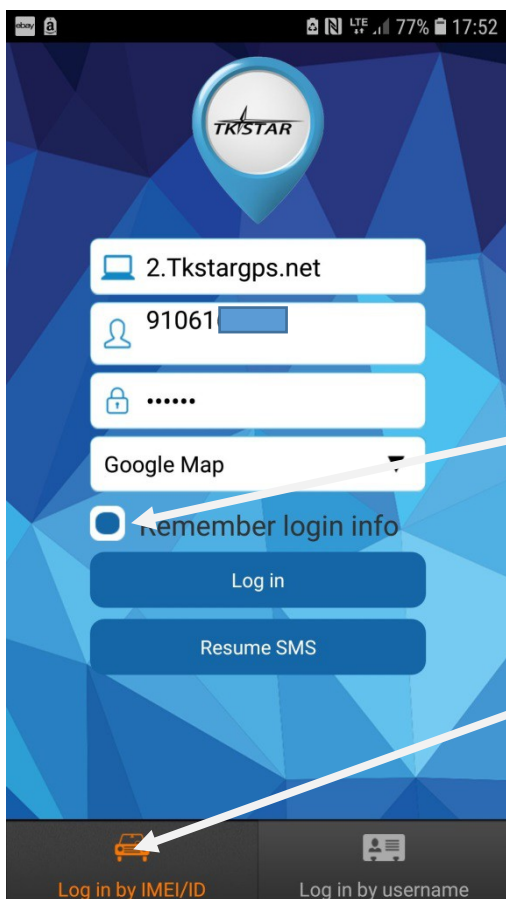 ebay a LTE 77% 17:52
TKSTAR
2.Tkstargps.net
91061
••••••
Google Map
Remember login info
Log in
Resume SMS
Log in by IMEI/ID
Log in by username